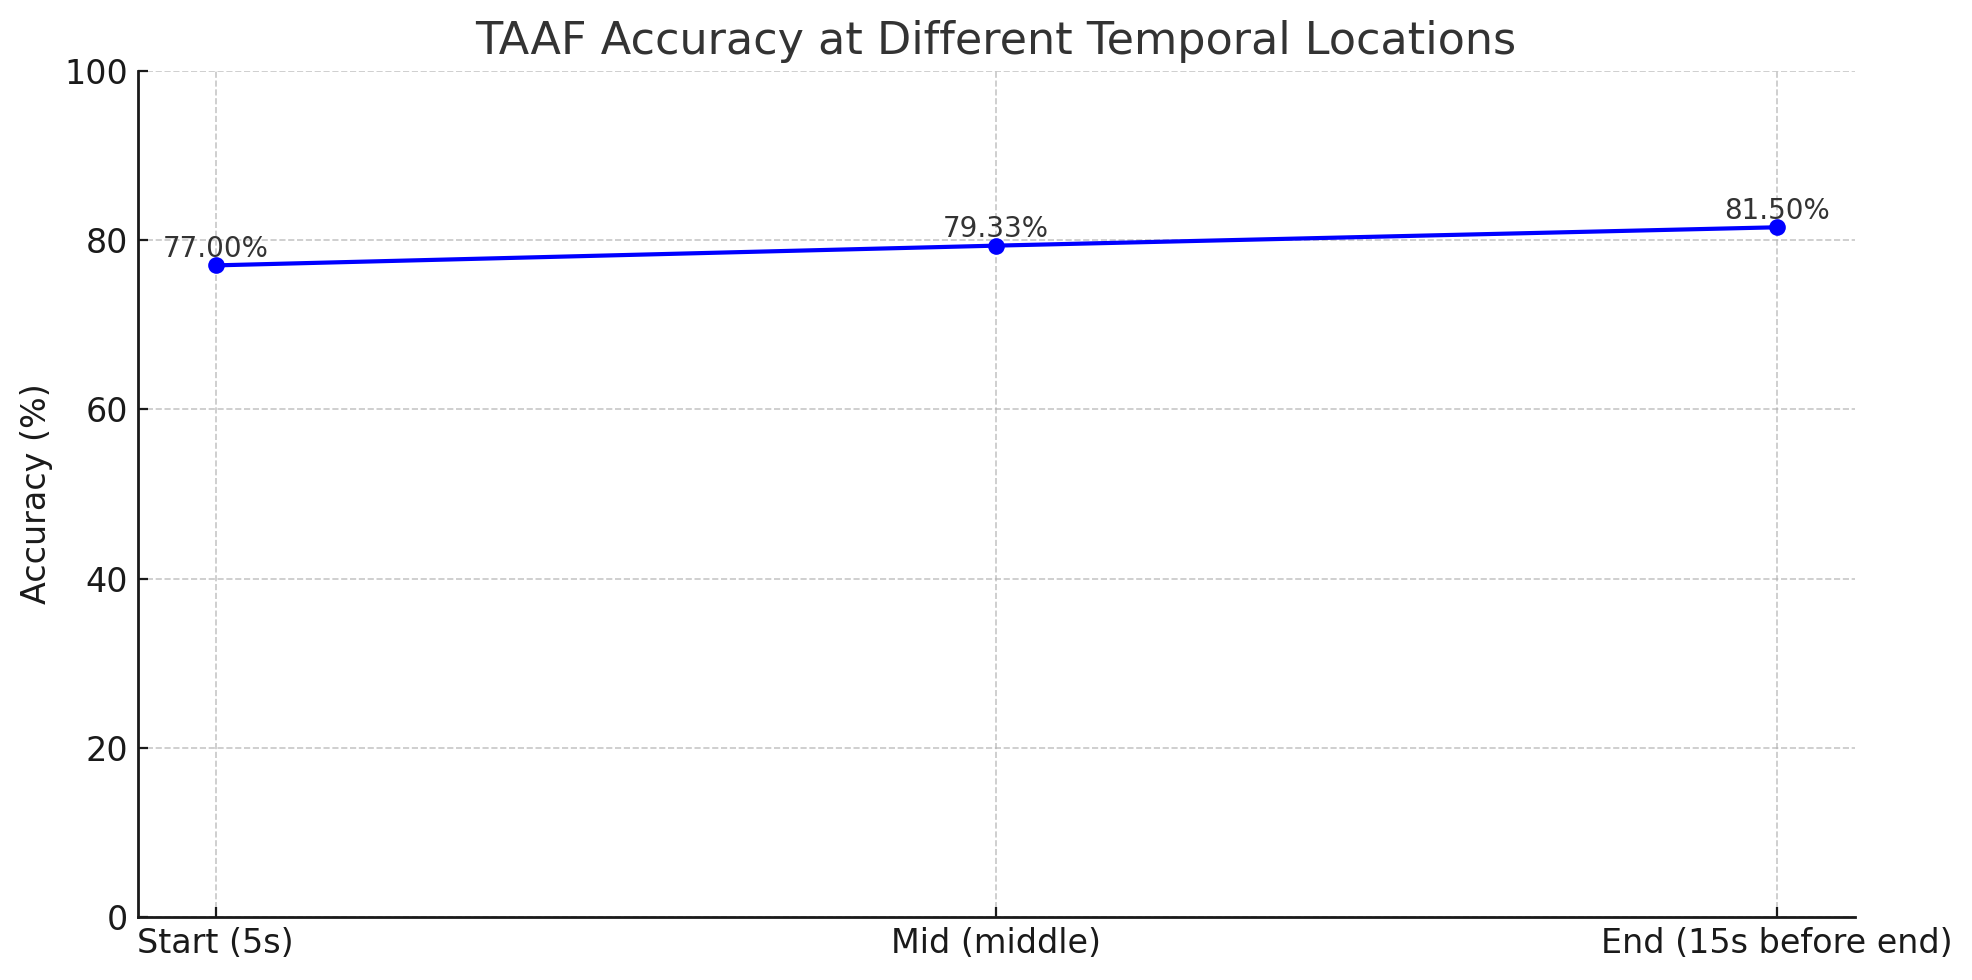 TAAF Accuracy at Different Temporal Locations
100
80
60
40
20
0
Accuracy (%)
77.00%
79.33%
81.50%
Start (5s)
Mid (middle)
End (15s before end)